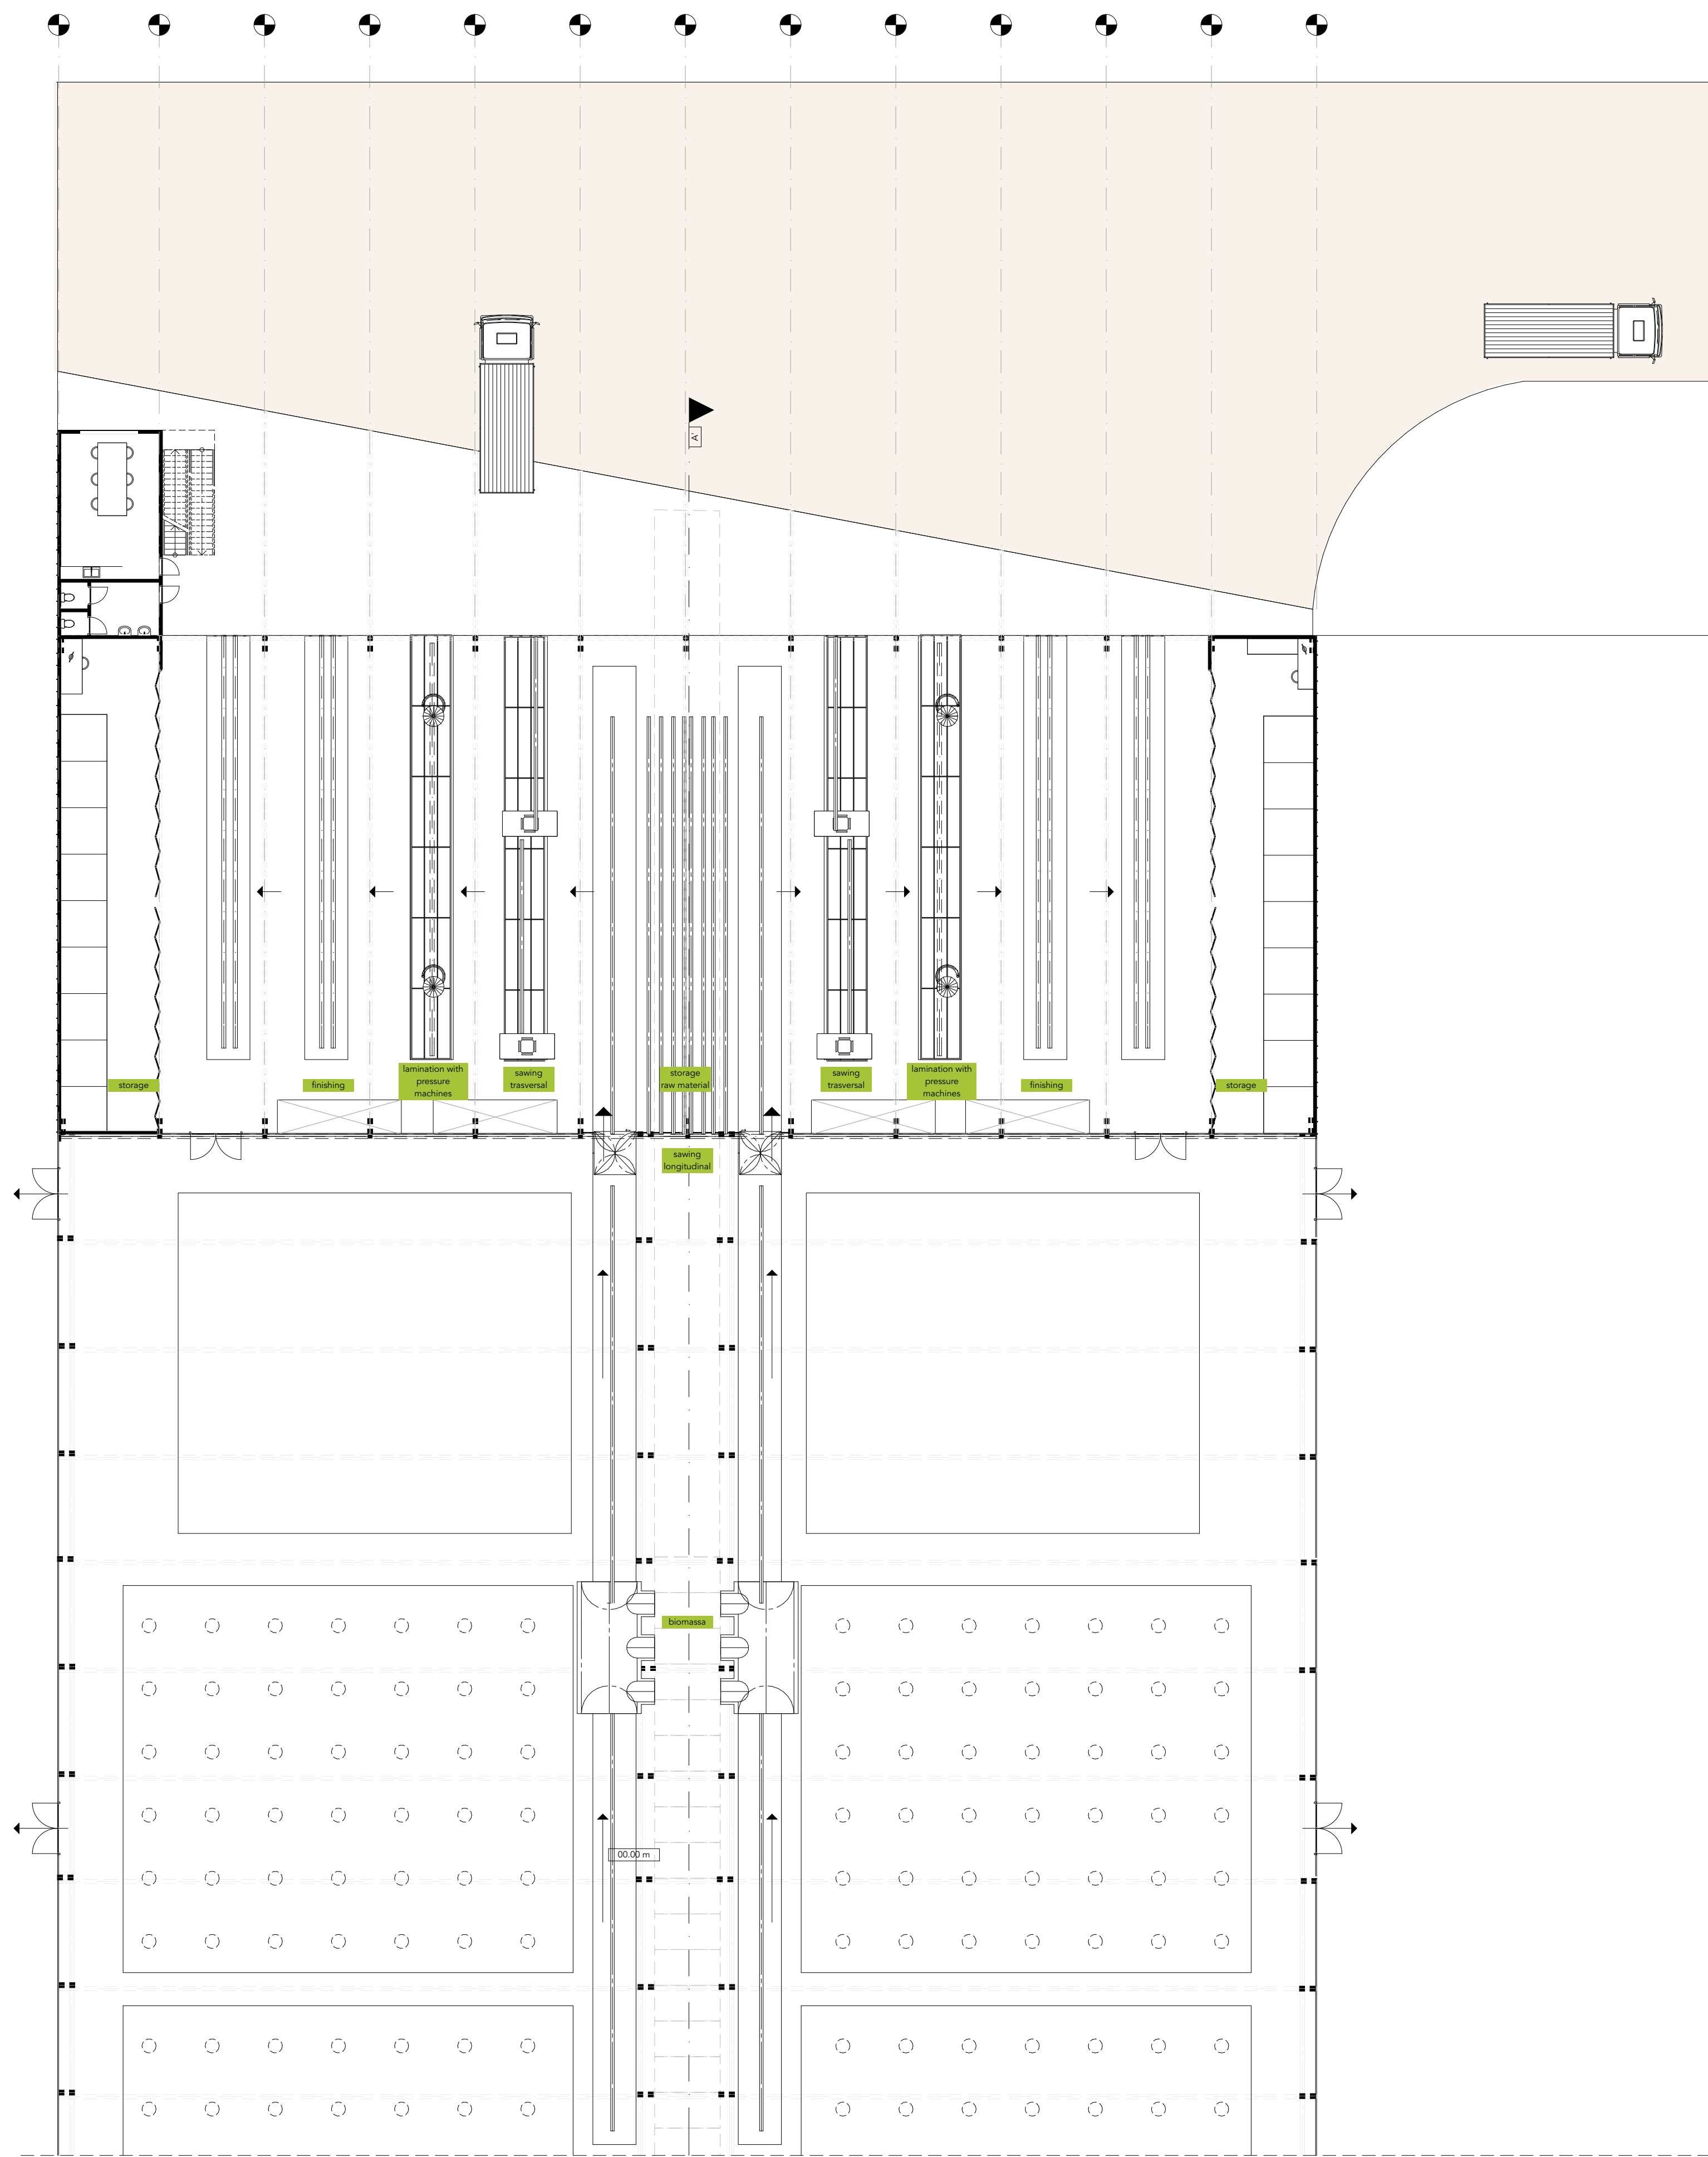 A'
storage
finishing
lamination with
pressure
machines
sawing
trasversal
storage
raw material
sawing
trasversal
lamination with
pressure
machines
finishing
storage
sawing
longitudinal
biomassa
00.00 m